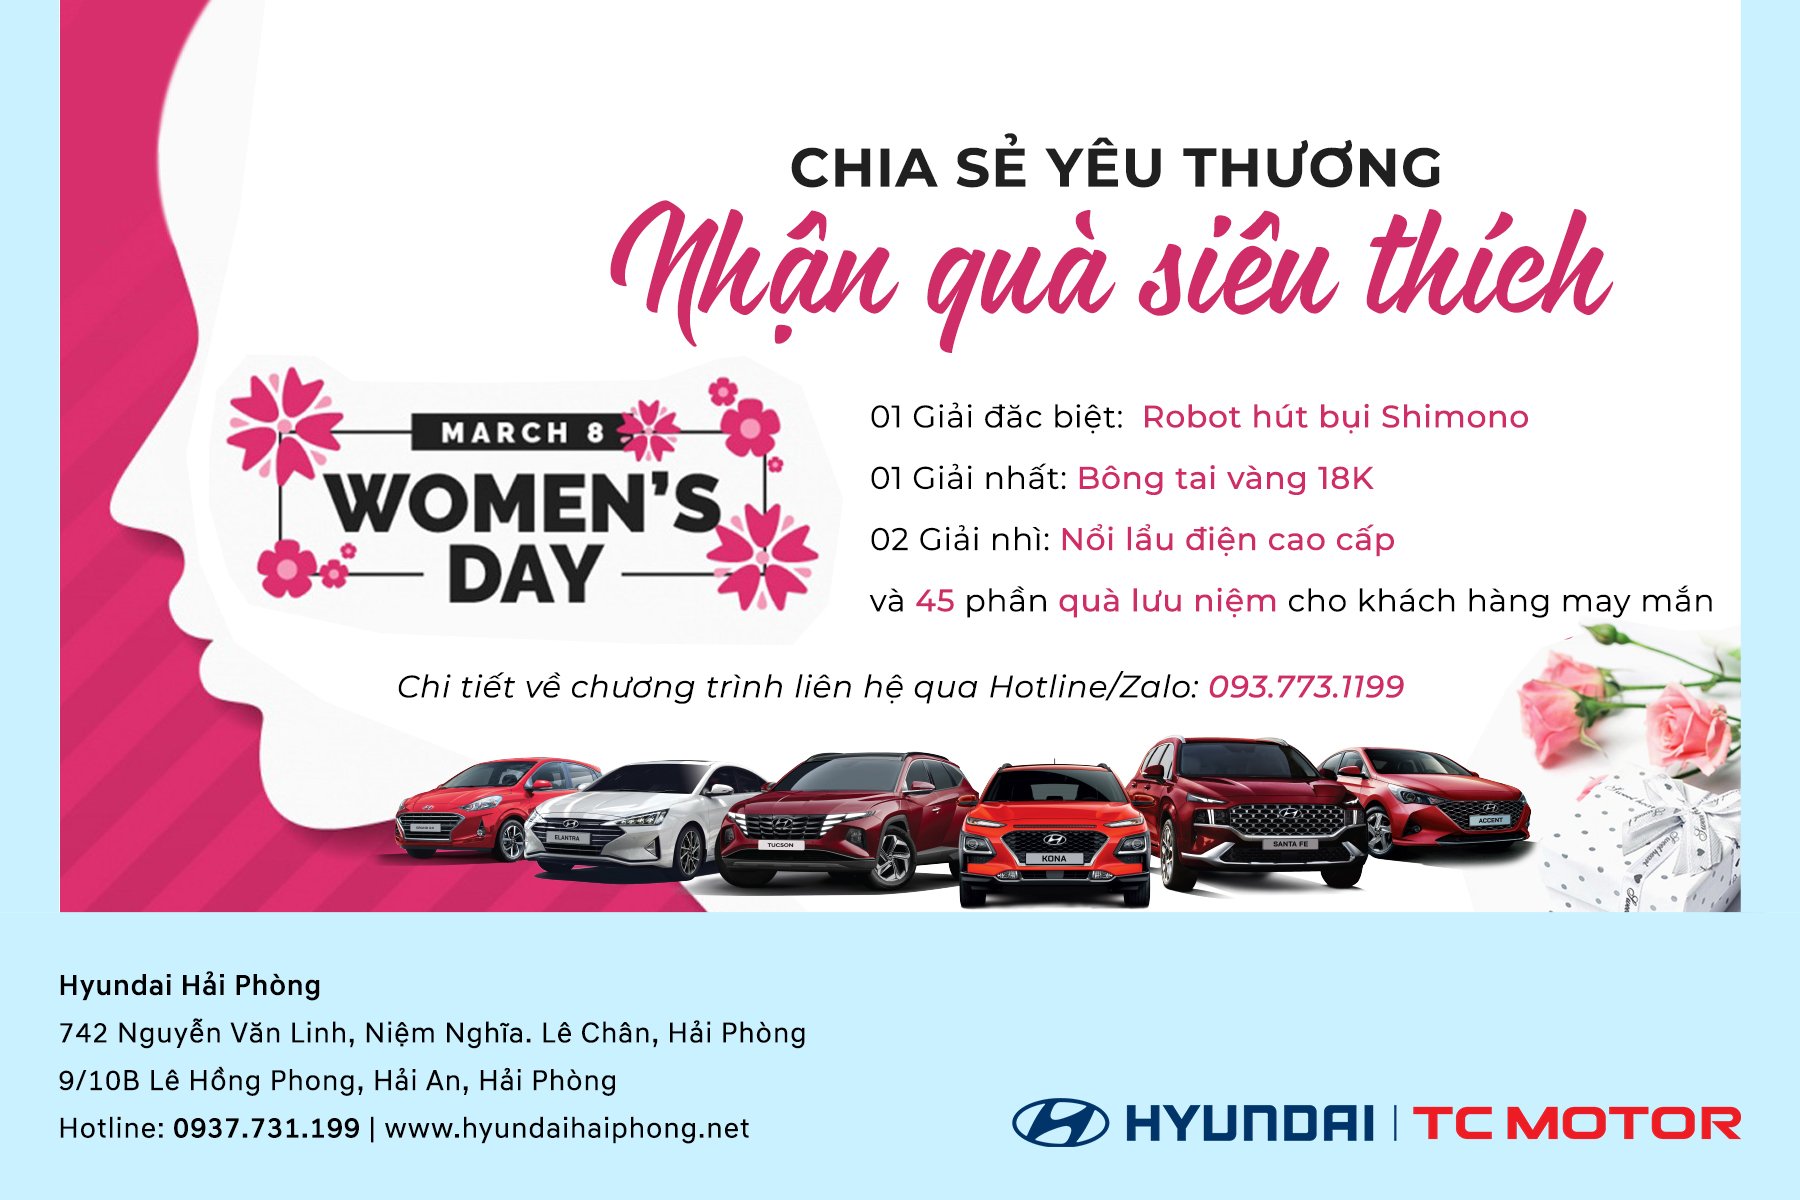 CHIA SẺ YÊU THƯƠNG
Nhận quà siêu thích
MARCH 8
WOMEN'S
DAY
01 Giải đăc biệt: Robot hút bụi Shimono
01 Giải nhất: Bông tai vàng 18K
02 Giải nhì: Nồi lẩu điện cao cấp
và 45 phần quà lưu niệm cho khách hàng may mắn
Chi tiết về chương trình liên hệ qua Hotline/Zalo: 093.773.1199
ELANTRA
TUCSON
KONA
SANTA FE
ACCENT
Hyundai Hải Phòng
742 Nguyễn Văn Linh, Niệm Nghĩa. Lê Chân, Hải Phòng
9/10B Lê Hồng Phong, Hải An, Hải Phòng
Hotline: 0937.731.199 | www.hyundaihaiphong.net
HYUNDAI | TC MOTOR